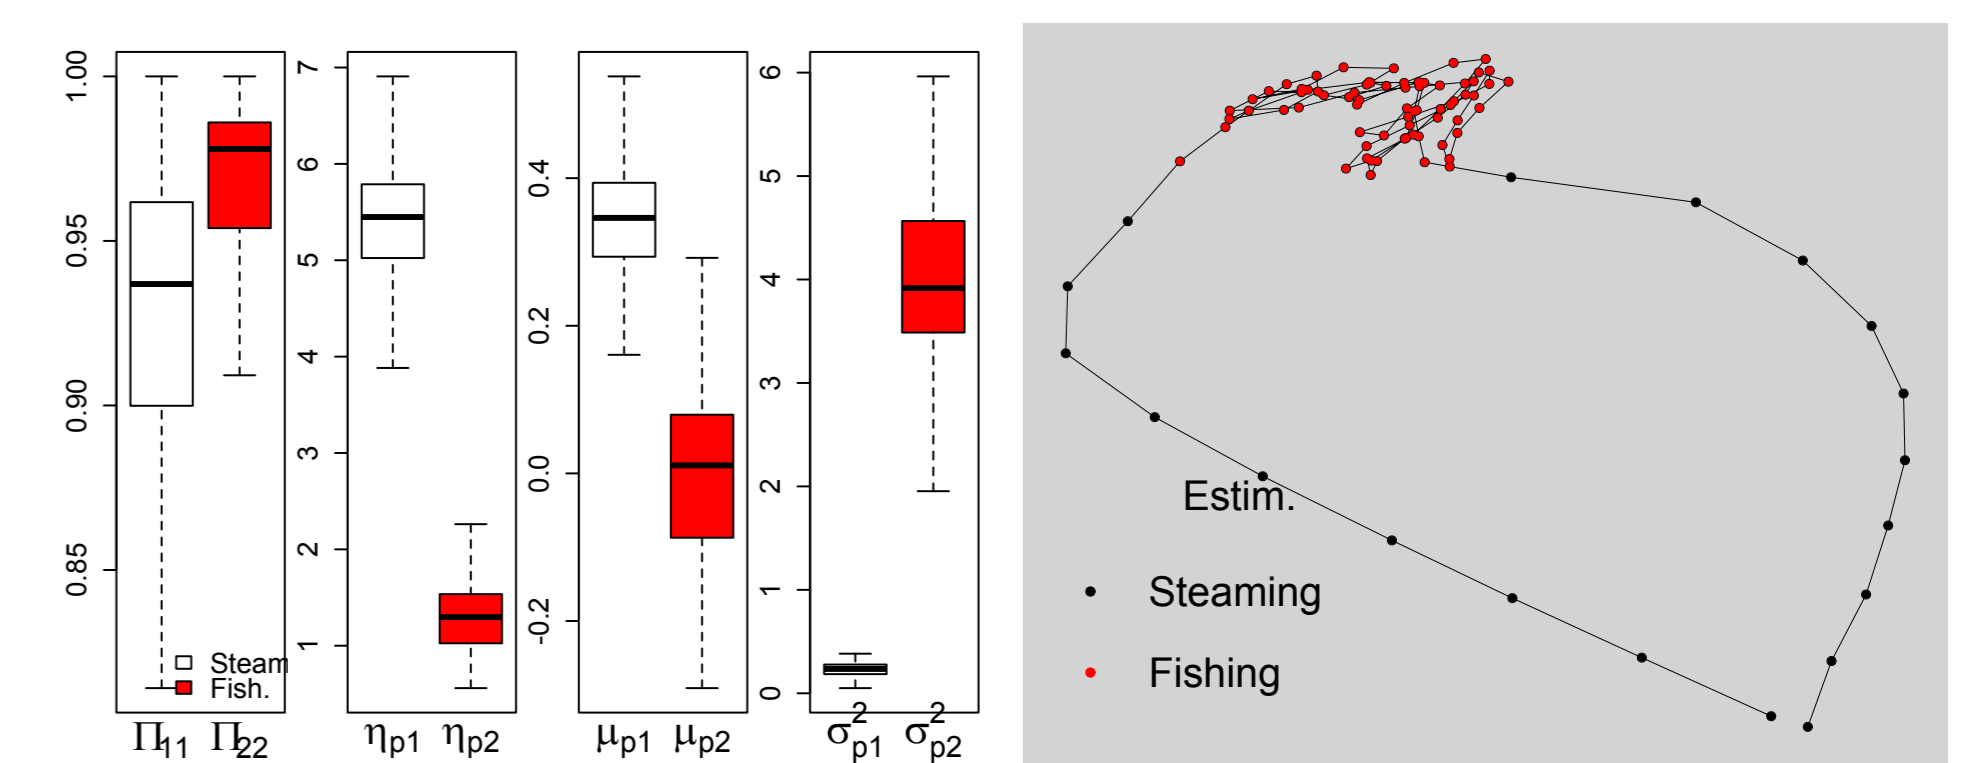 1.00
0.95
0.90
0.85
Steam
Fish.
Π11 Π22
7
6
5
4
3
2
1
ηp1 ηp2
0.4
0.2
0.0
-0.2
μp1 μp2
6
5
4
3
2
1
0
σ²p1 σ²p2
Estim.
Steaming
Fishing